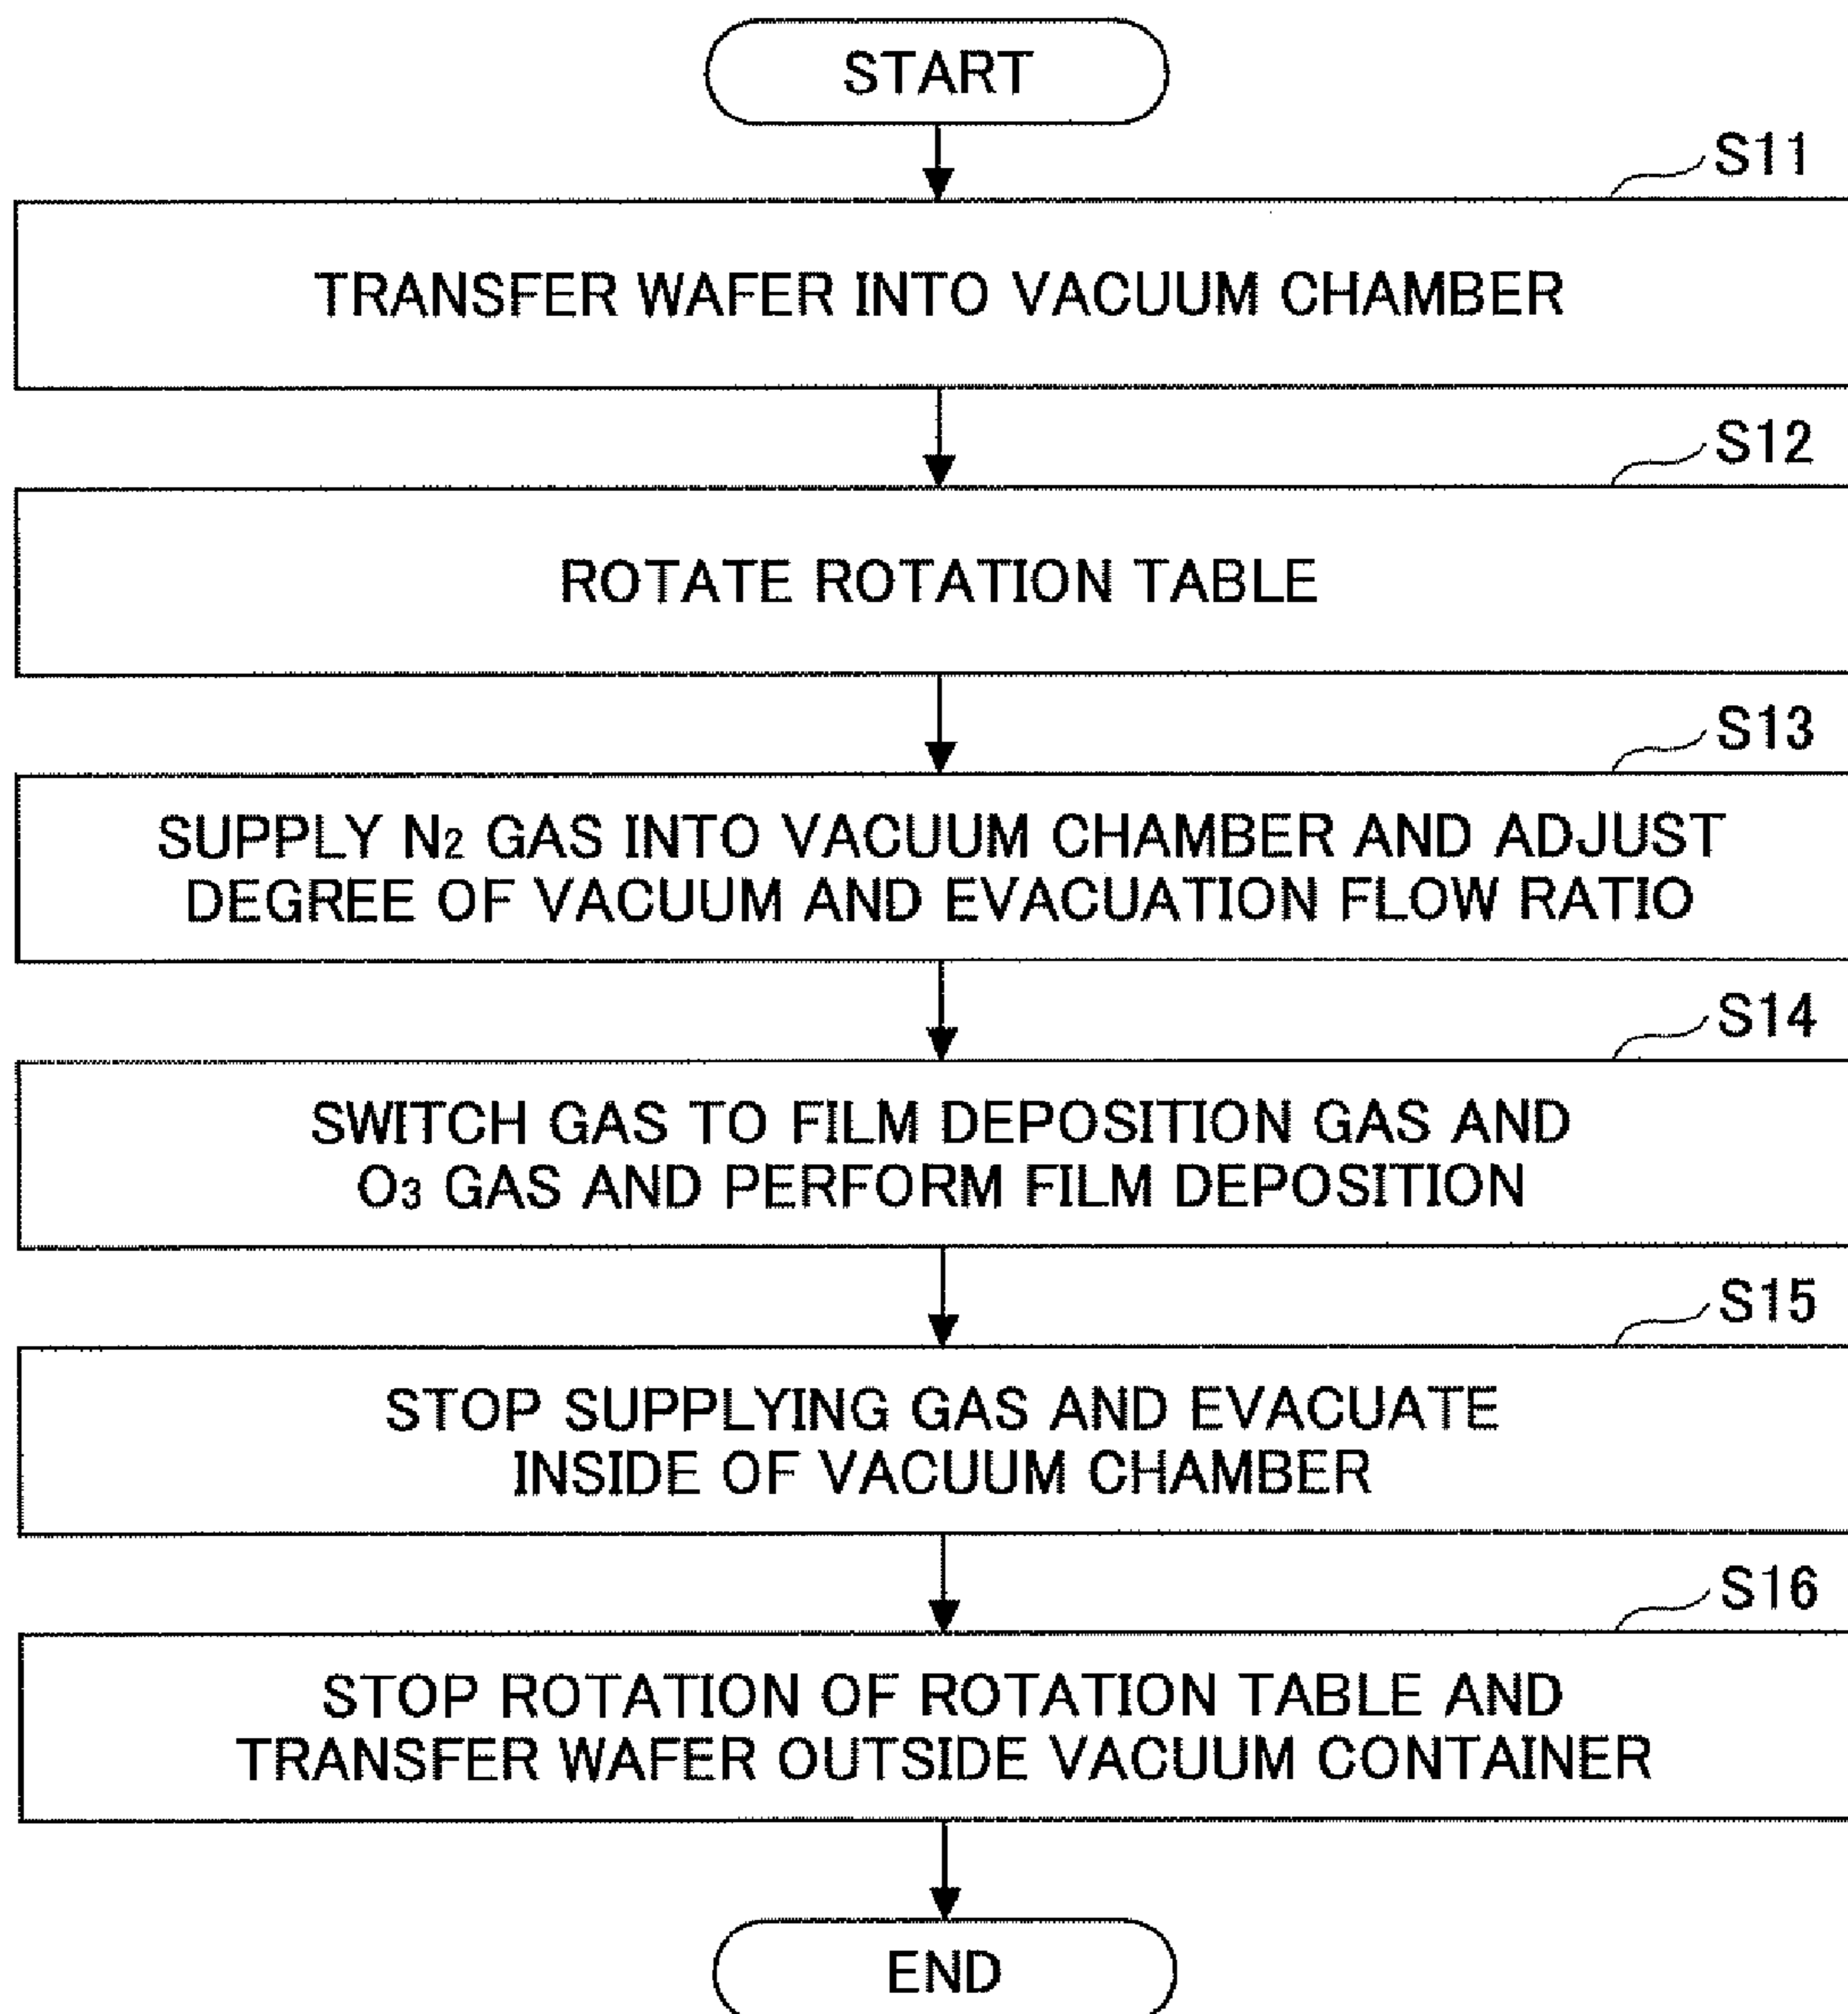 START
S11
TRANSFER WAFER INTO VACUUM CHAMBER
S12
ROTATE ROTATION TABLE
S13
SUPPLY N₂ GAS INTO VACUUM CHAMBER AND ADJUST
DEGREE OF VACUUM AND EVACUATION FLOW RATIO
S14
SWITCH GAS TO FILM DEPOSITION GAS AND
O₃ GAS AND PERFORM FILM DEPOSITION
S15
STOP SUPPLYING GAS AND EVACUATE
INSIDE OF VACUUM CHAMBER
S16
STOP ROTATION OF ROTATION TABLE AND
TRANSFER WAFER OUTSIDE VACUUM CONTAINER
END